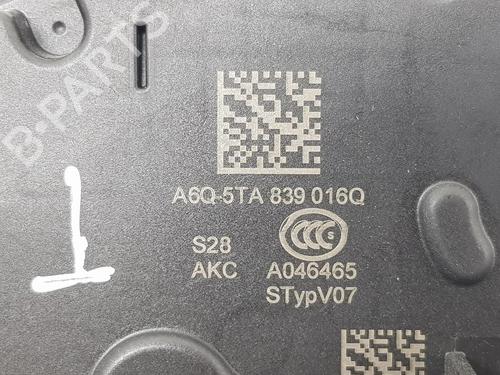 B-PARTS
A6Q-5TA 839 016Q
S28
CCC S
AKC A046465
STypV07